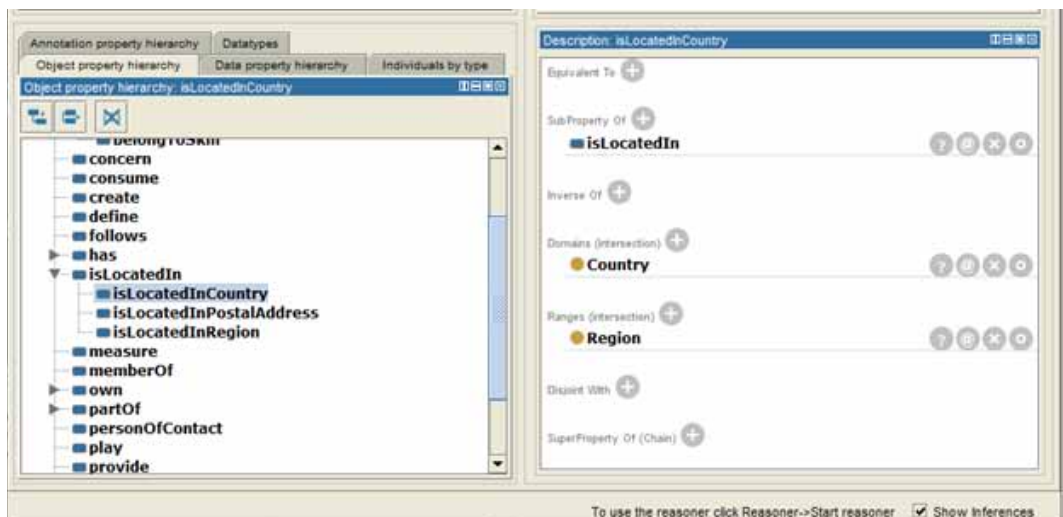 Annotation property hierarchy Datatypes
Object property hierarchy Data property hierarchy Individuals by type
Object property hierarchy: isLocatedInCountry
belongToSkill
concern
consume
create
define
follows
has
isLocatedIn
isLocatedInCountry
isLocatedInPostalAddress
isLocatedInRegion
measure
memberOf
own
partOf
personOfContact
play
provide
Description: isLocatedInCountry
Equivalent To
SubProperty Of
isLocatedIn
Inverse Of
Domains (intersection)
Country
Ranges (intersection)
Region
Disjoint With
SuperProperty Of (Chain)
To use the reasoner click Reasoner->Start reasoner Show Inferences